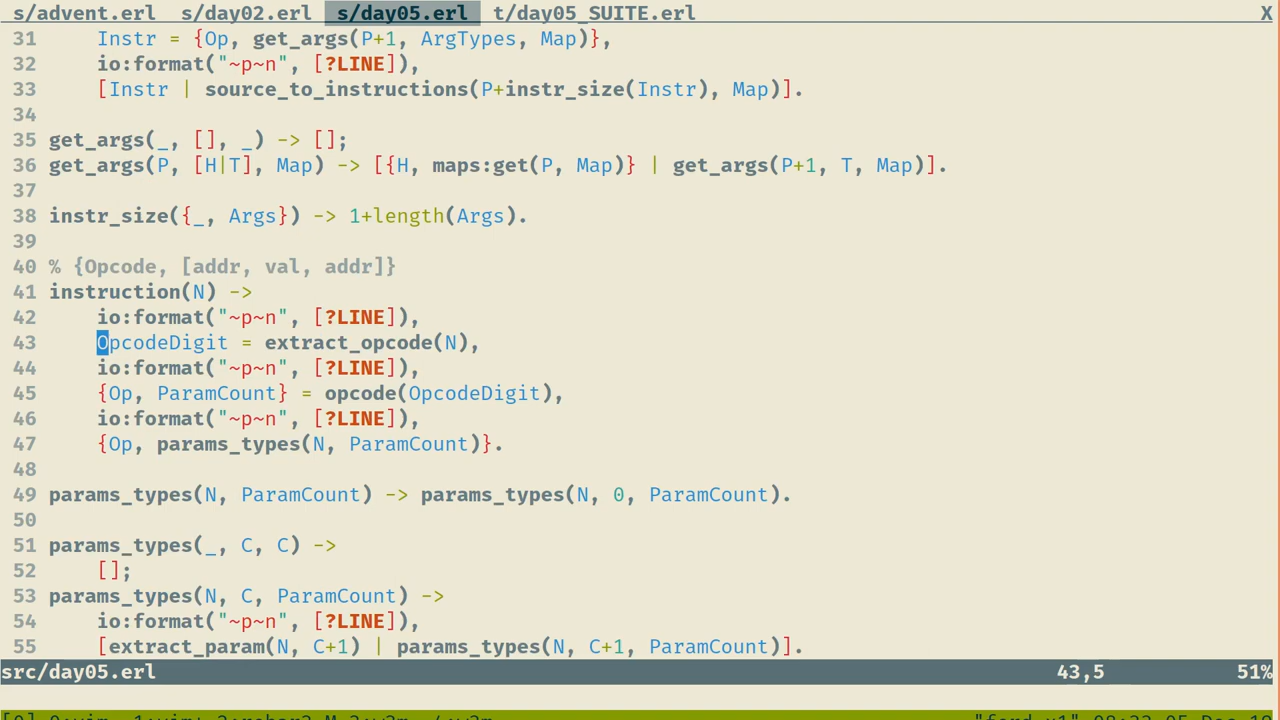 s/advent.erl s/day02.erl s/day05.erl t/day05_SUITE.erl X
31     Instr = {Op, get_args(P+1, ArgTypes, Map)},
32     io:format("~p~n", [?LINE]),
33     [Instr | source_to_instructions(P+instr_size(Instr), Map)].
34
35 get_args(_, [], _) -> [];
36 get_args(P, [H|T], Map) -> [{H, maps:get(P, Map)} | get_args(P+1, T, Map)].
37
38 instr_size({_, Args}) -> 1+length(Args).
39
40 % {Opcode, [addr, val, addr]}
41 instruction(N) ->
42     io:format("~p~n", [?LINE]),
43     OpcodeDigit = extract_opcode(N),
44     io:format("~p~n", [?LINE]),
45     {Op, ParamCount} = opcode(OpcodeDigit),
46     io:format("~p~n", [?LINE]),
47     {Op, params_types(N, ParamCount)}.
48
49 params_types(N, ParamCount) -> params_types(N, 0, ParamCount).
50
51 params_types(_, C, C) ->
52     [];
53 params_types(N, C, ParamCount) ->
54     io:format("~p~n", [?LINE]),
55     [extract_param(N, C+1) | params_types(N, C+1, ParamCount)].
src/day05.erl 43,5 51%